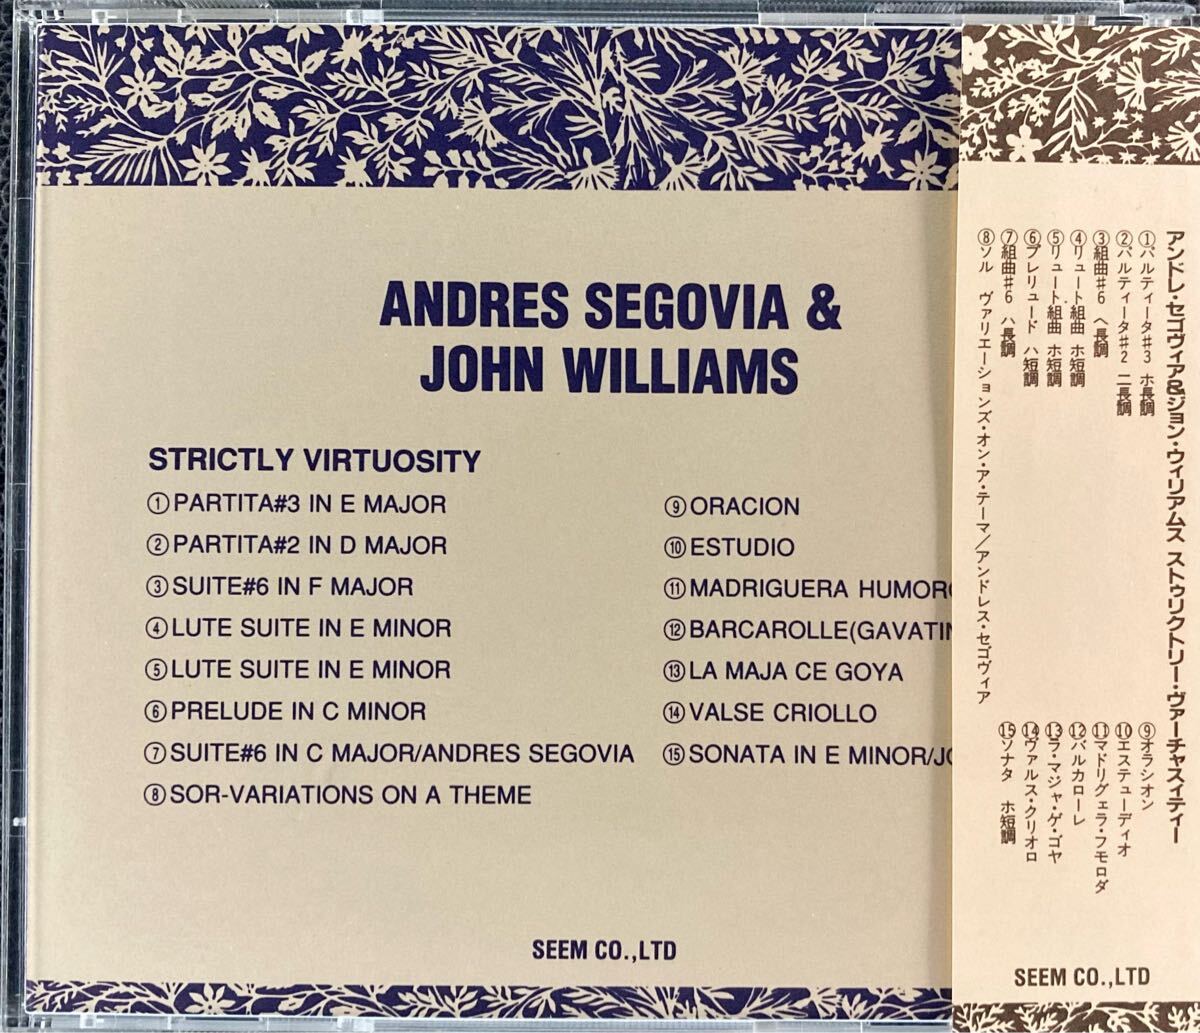 ANDRES SEGOVIA &
JOHN WILLIAMS
STRICTLY VIRTUOSITY
①PARTITA#3 IN E MAJOR
②PARTITA#2 IN D MAJOR
③SUITE#6 IN F MAJOR
④LUTE SUITE IN E MINOR
⑤LUTE SUITE IN E MINOR
⑥PRELUDE IN C MINOR
⑦SUITE#6 IN C MAJOR/ANDRES SEGOVIA
⑧SOR-VARIATIONS ON A THEME
⑨ORACION
⑩ESTUDIO
⑪MADRIGUERA
⑫BARCAROLLE
⑬LA MAJA CE GOYA
⑭VALSE CRIOLLO
⑮SONATA IN E MINOR/
SEEM CO.,LTD
アンドレ・セゴヴィア&ジョン・ウィリアムス ストゥリクトリー・ヴァーチャスイティー
①パルティータ♯3 ホ長調
②パルティータ♯2 ニ長調
③組曲♯6 ヘ長調
④リュート組曲 ホ短調
⑤リュート組曲 ホ短調
⑥プレリュード ハ短調
⑦組曲♯6 ハ長調
⑧ソル ヴァリエーションズ・オン・ア・テーマ/アンドレス・セゴヴィア
⑨オラシオン
⑩エステューディオ
⑪マドリグェラ・フモロダ
⑫バルカローレ
⑬ラ・マジャ・ゲ・ゴヤ
⑭ヴァルス・クリオロ
⑮ソナタ ホ短調
SEEM CO.,LTD